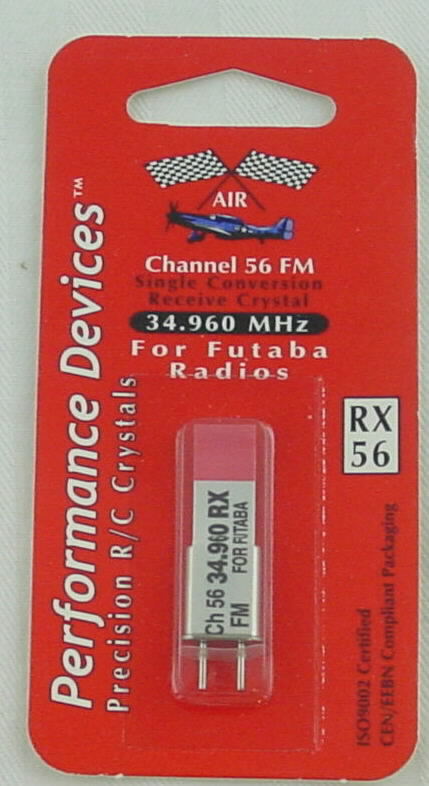 AIR
Channel 56 FM
Single Conversion
Receive Crystal
34.960 MHz
For Futaba
Radios
Performance Devices™
Precision R/C Crystals
RX
56
Ch 56 34.960 RX
FM FOR FUTABA
ISO9002 Certified
CEN/EEBN Compliant Packaging